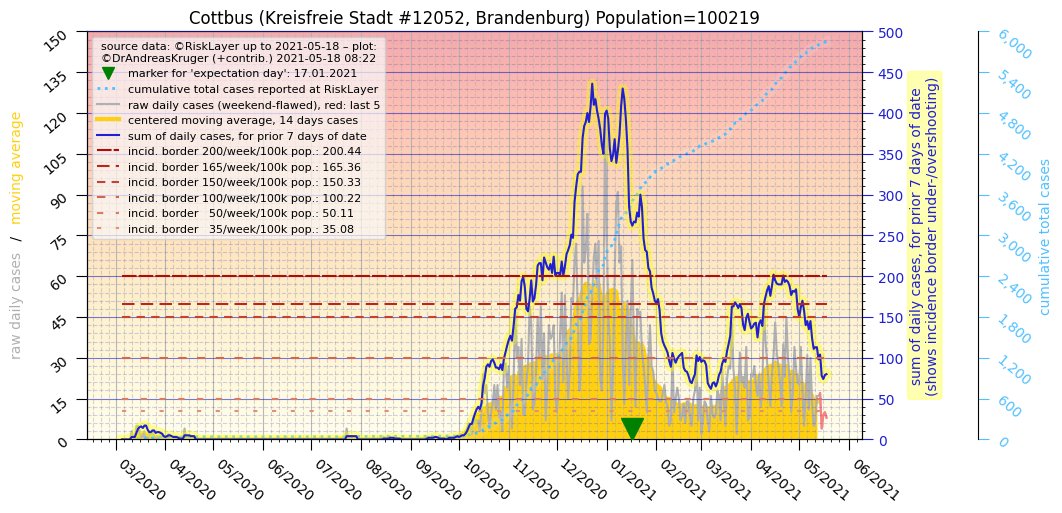 Cottbus (Kreisfreie Stadt #12052, Brandenburg) Population=100219
source data: ©RiskLayer up to 2021-05-18 – plot:
©DrAndreasKruger (+contrib.) 2021-05-18 08:22
marker for 'expectation day': 17.01.2021
cumulative total cases reported at RiskLayer
raw daily cases (weekend-flawed), red: last 5
centered moving average, 14 days cases
sum of daily cases, for prior 7 days of date
incid. border 200/week/100k pop.: 200.44
incid. border 165/week/100k pop.: 165.36
incid. border 150/week/100k pop.: 150.33
incid. border 100/week/100k pop.: 100.22
incid. border   50/week/100k pop.: 50.11
incid. border   35/week/100k pop.: 35.08
raw daily cases   /   moving average
150
135
120
105
90
75
60
45
30
15
0
03/2020
04/2020
05/2020
06/2020
07/2020
08/2020
09/2020
10/2020
11/2020
12/2020
01/2021
02/2021
03/2021
04/2021
05/2021
06/2021
500
450
400
350
300
250
200
150
100
50
0
sum of daily cases, for prior 7 days of date
(shows incidence border under-/overshooting)
6,000
5,400
4,800
4,200
3,600
3,000
2,400
1,800
1,200
600
0
cumulative total cases